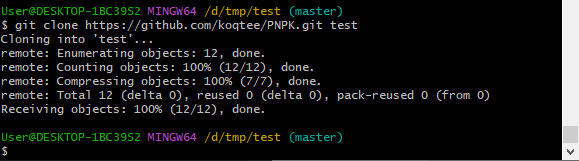 User@DESKTOP-1BC39S2 MINGW64 /d/tmp/test (master)
$ git clone https://github.com/koqtee/PNPK.git test
Cloning into 'test'...
remote: Enumerating objects: 12, done.
remote: Counting objects: 100% (12/12), done.
remote: Compressing objects: 100% (7/7), done.
remote: Total 12 (delta 0), reused 0 (delta 0), pack-reused 0 (from 0)
Receiving objects: 100% (12/12), done.
User@DESKTOP-1BC39S2 MINGW64 /d/tmp/test (master)
$